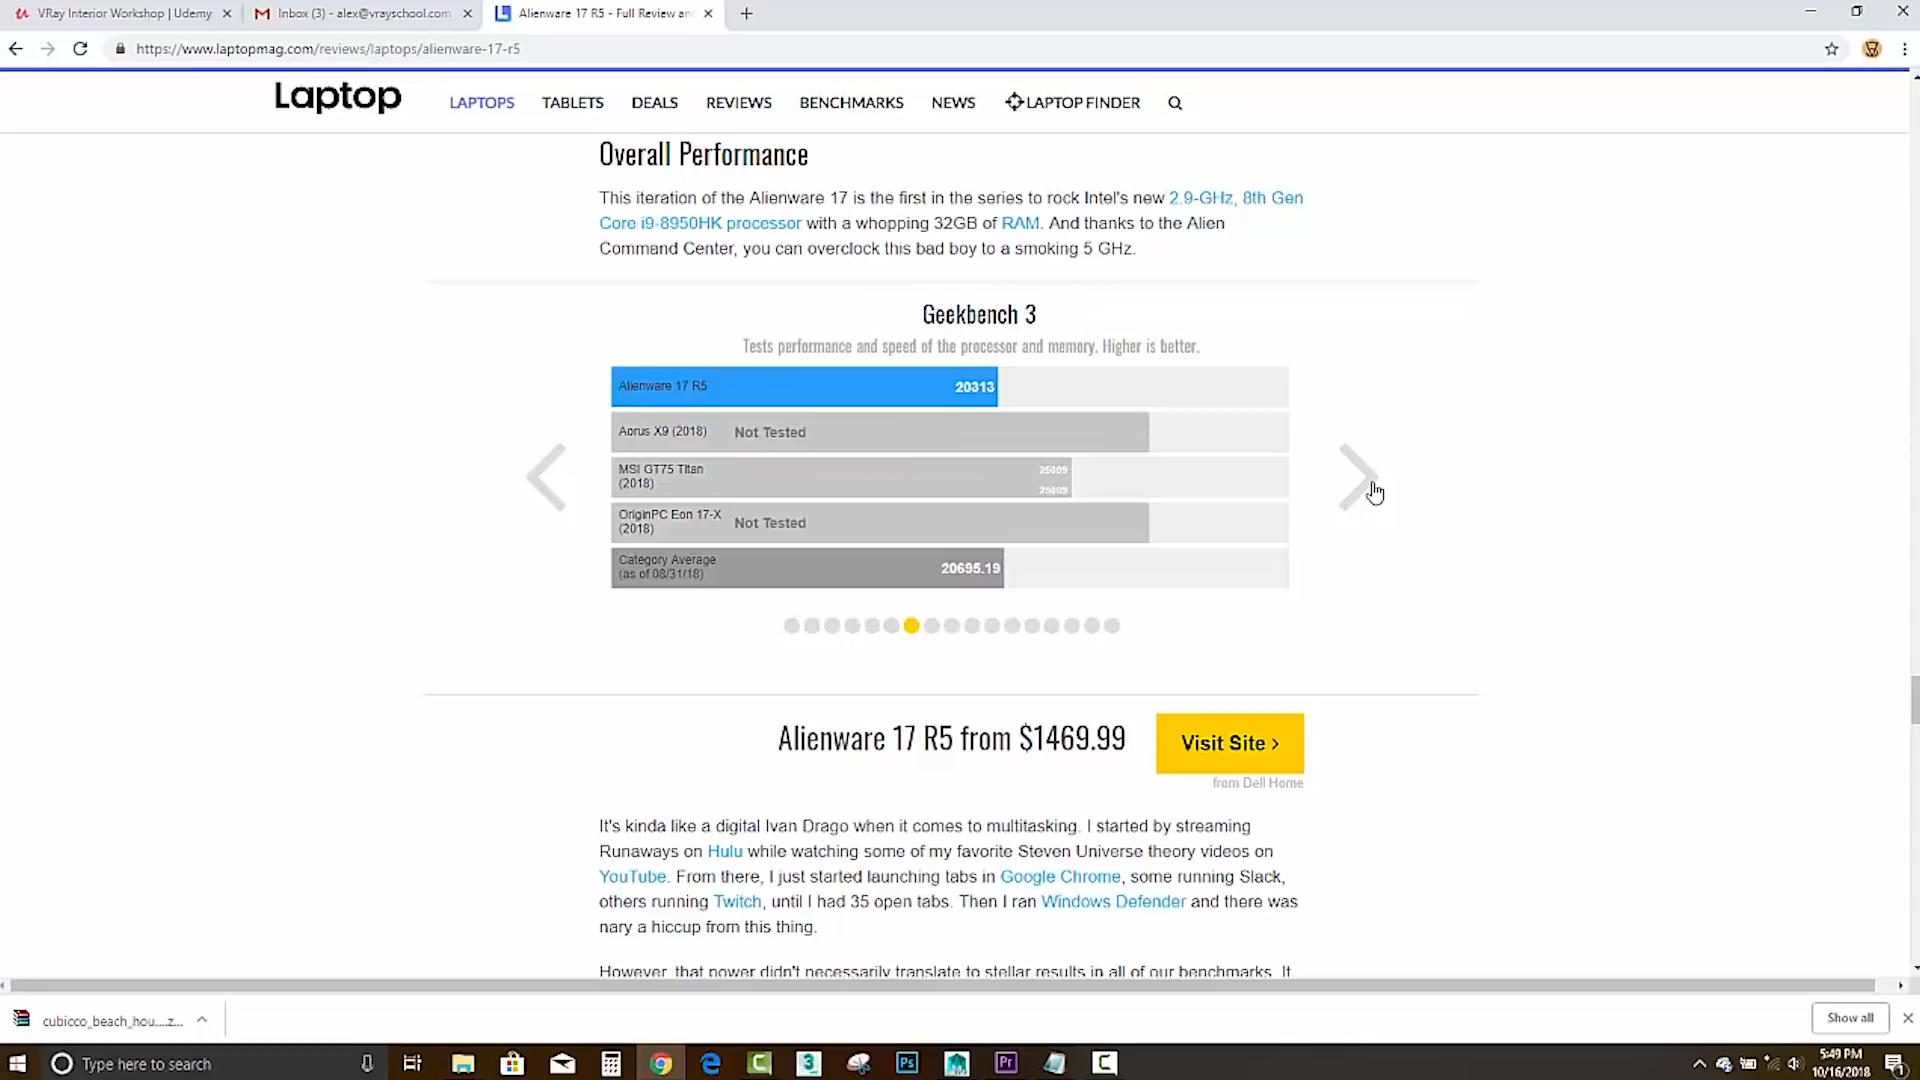 VRay Interior Workshop | Udemy
Inbox (3) - alex@vrayschool.com
Alienware 17 R5 - Full Review an
https://www.laptopmag.com/reviews/laptops/alienware-17-r5
Laptop
LAPTOPS
TABLETS
DEALS
REVIEWS
BENCHMARKS
NEWS
LAPTOP FINDER
Overall Performance
This iteration of the Alienware 17 is the first in the series to rock Intel's new 2.9-GHz, 8th Gen
Core i9-8950HK processor with a whopping 32GB of RAM. And thanks to the Alien
Command Center, you can overclock this bad boy to a smoking 5 GHz.
Geekbench 3
Tests performance and speed of the processor and memory. Higher is better.
Alienware 17 R5
20313
Aorus X9 (2018)
Not Tested
MSI GT75 Titan
(2018)
25809
25809
OriginPC Eon 17-X
(2018)
Not Tested
Category Average
(as of 08/31/18)
20695.19
Alienware 17 R5 from $1469.99
Visit Site >
from Dell Home
It's kinda like a digital Ivan Drago when it comes to multitasking. I started by streaming
Runaways on Hulu while watching some of my favorite Steven Universe theory videos on
YouTube. From there, I just started launching tabs in Google Chrome, some running Slack,
others running Twitch, until I had 35 open tabs. Then I ran Windows Defender and there was
nary a hiccup from this thing.
However, that power didn't necessarily translate to stellar results in all of our benchmarks. It
cubicco_beach_hou....z...
Show all
Type here to search
3
Ps
Pr
5:49 PM
10/16/2018